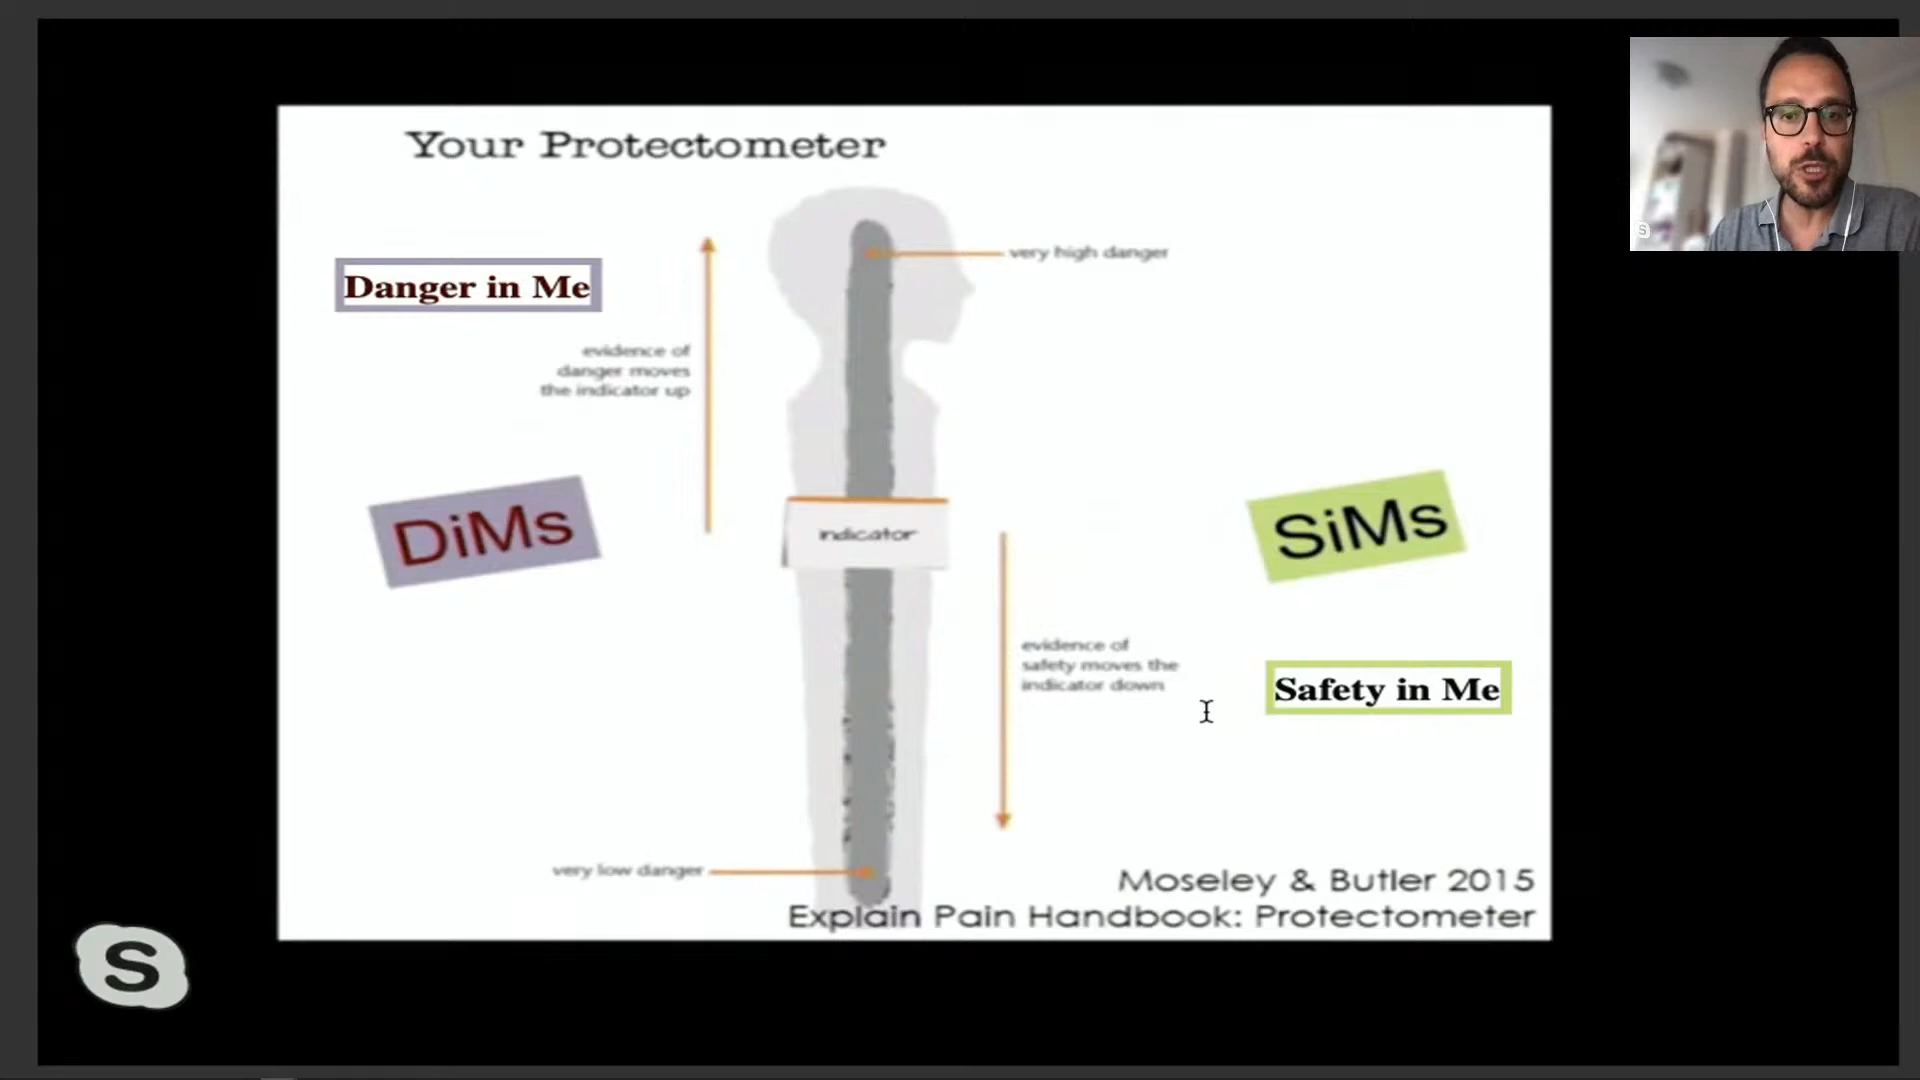 Your Protectometer
very high danger
Danger in Me
evidence of
danger moves
the indicator up
DiMs
indicator
SiMs
evidence of
safety moves the
indicator down
Safety in Me
very low danger
Moseley & Butler 2015
Explain Pain Handbook: Protectometer
S
S